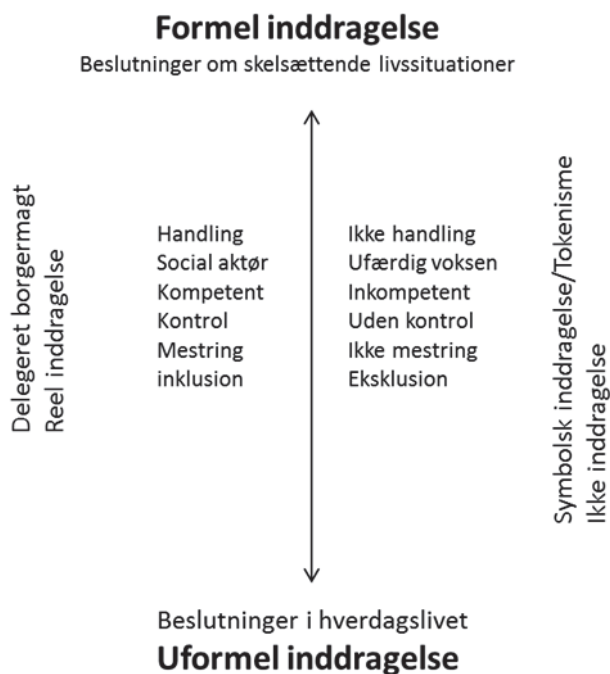 Formel inddragelse
Beslutninger om skelsættende livssituationer
Delegeret borgermagt
Reel inddragelse
Handling
Social aktør
Kompetent
Kontrol
Mestring
inklusion
Ikke handling
Ufærdig voksen
Inkompetent
Uden kontrol
Ikke mestring
Eksklusion
Symbolsk inddragelse/Tokenisme
Ikke inddragelse
Beslutninger i hverdagslivet
Uformel inddragelse